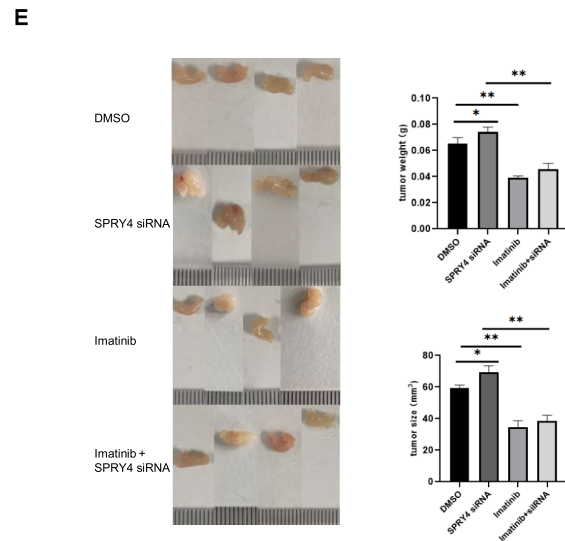 E
DMSO
SPRY4 siRNA
Imatinib
Imatinib +
SPRY4 siRNA
**
**
*
tumor weight (g)
0.10
0.08
0.06
0.04
0.02
0.00
DMSO
SPRY4 siRNA
Imatinib
Imatinib+siRNA
**
**
*
tumor size (mm³)
80
60
40
20
0
DMSO
SPRY4 siRNA
Imatinib
Imatinib+siRNA